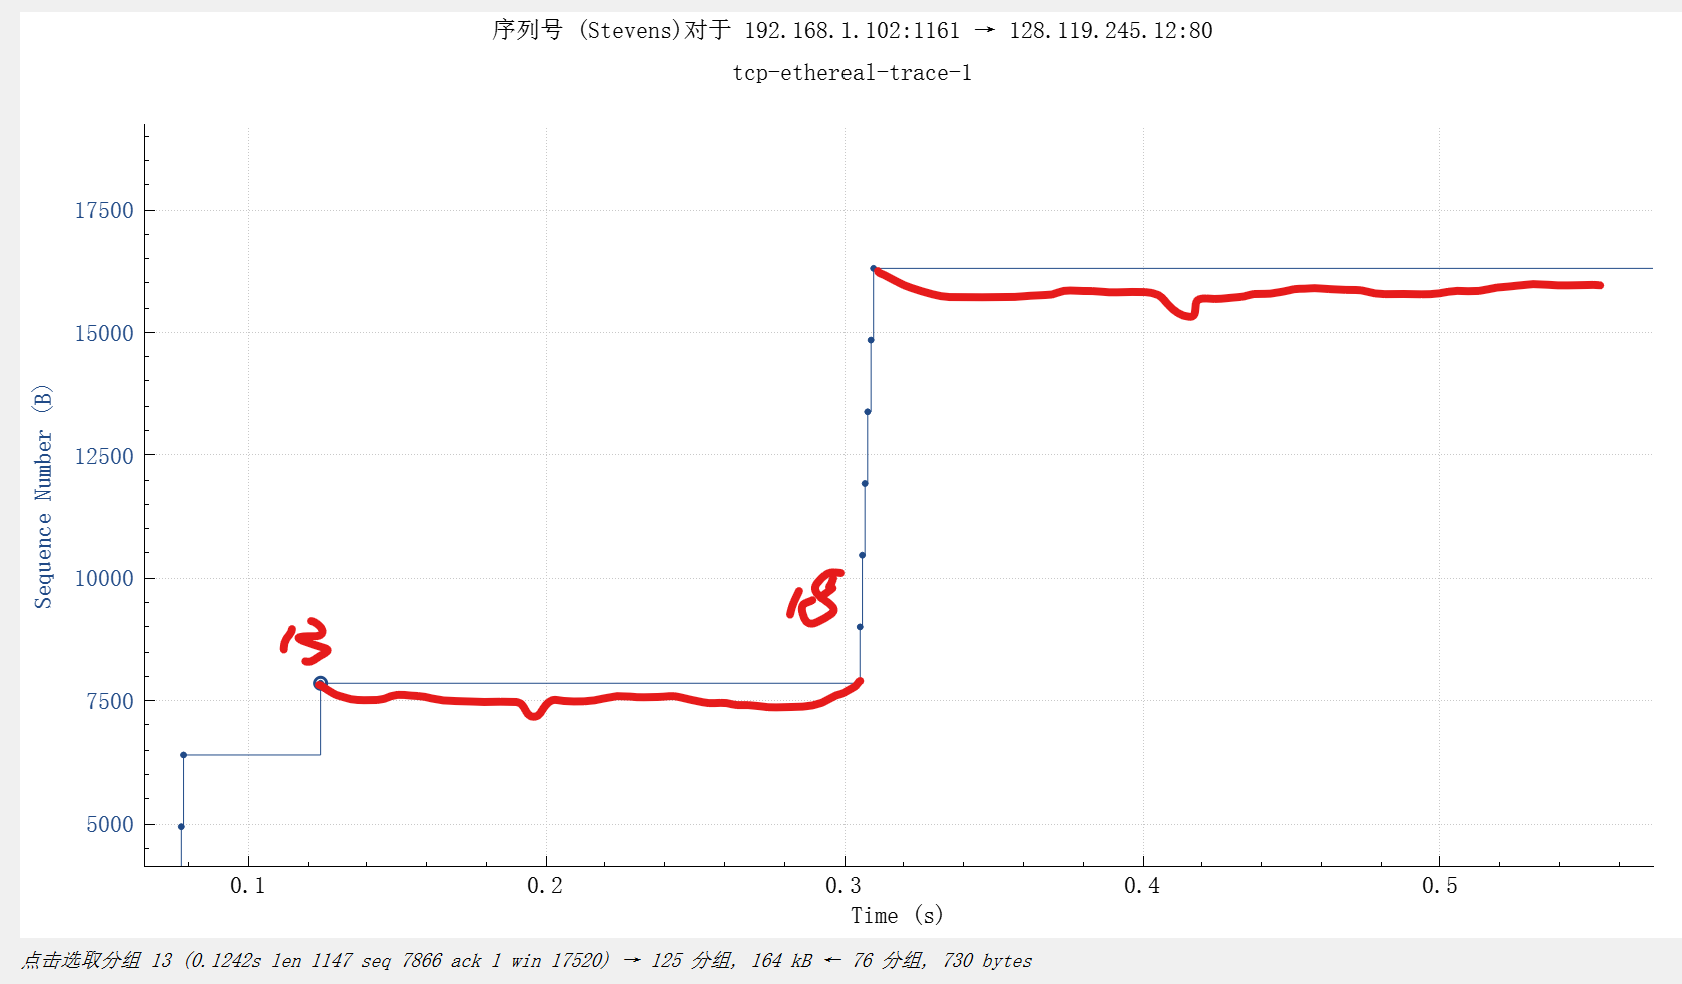 序列号 (Stevens)对于 192.168.1.102:1161 → 128.119.245.12:80
tcp-ethereal-trace-1
Sequence Number (B)
17500
15000
12500
10000
7500
5000
13
18
0.1 0.2 0.3 0.4 0.5
Time (s)
点击选取分组 13 (0.1242s len 1147 seq 7866 ack 1 win 17520) → 125 分组, 164 kB ← 76 分组, 730 bytes